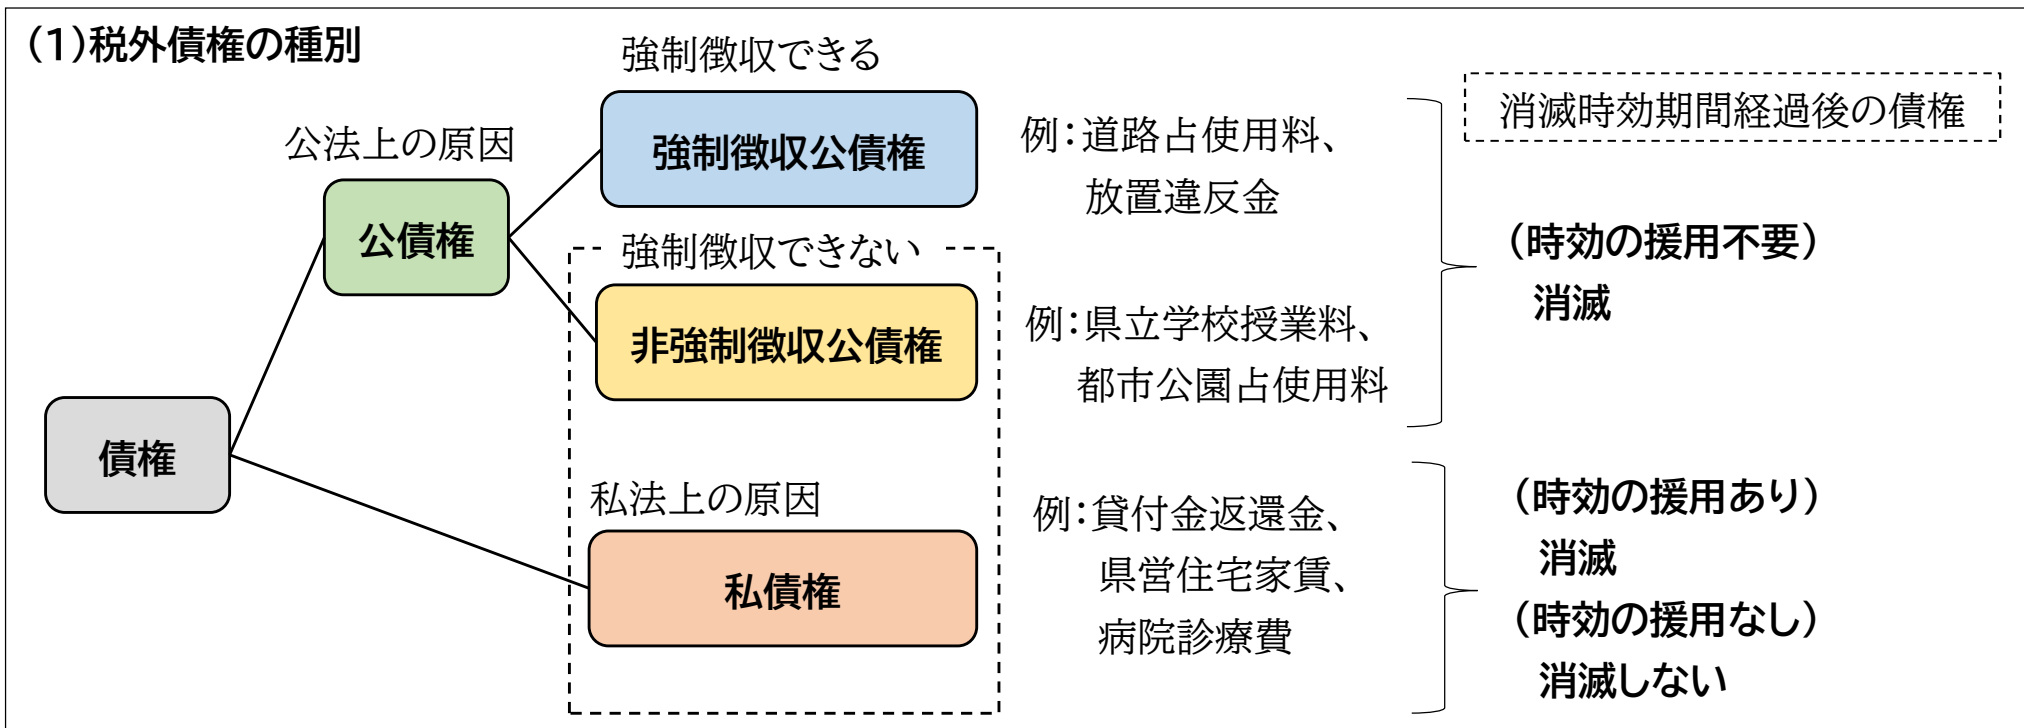 (1)税外債権の種別
強制徴収できる
消滅時効期間経過後の債権
公法上の原因
強制徴収公債権
例：道路占使用料、
放置違反金
公債権
強制徴収できない
(時効の援用不要)
消滅
非強制徴収公債権
例：県立学校授業料、
都市公園占使用料
債権
私法上の原因
私債権
例：貸付金返還金、
県営住宅家賃、
病院診療費
(時効の援用あり)
消滅
(時効の援用なし)
消滅しない